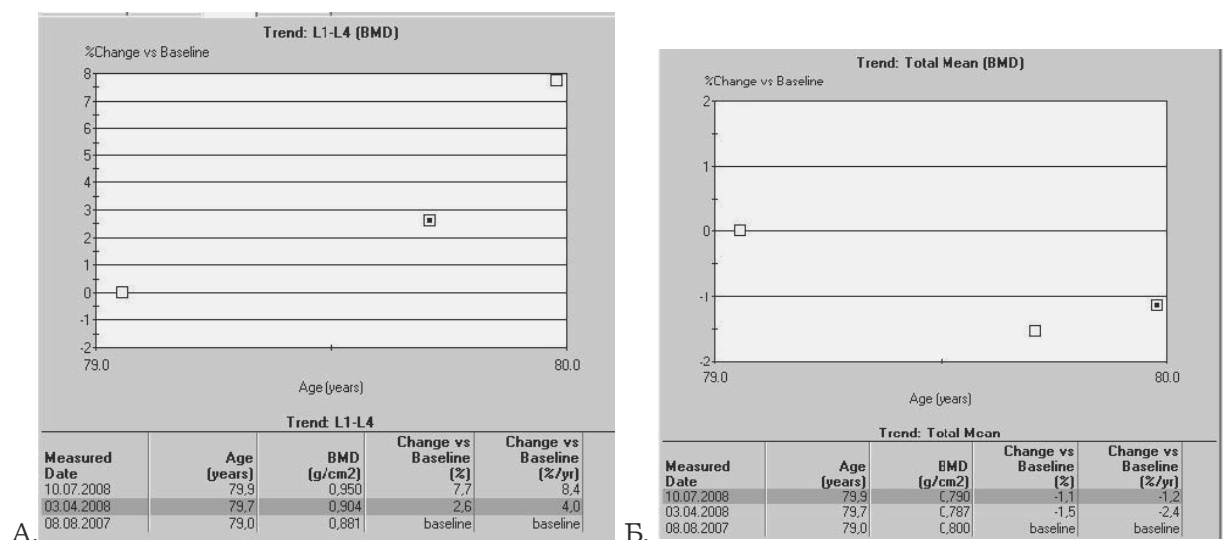 Trend: L1-L4 (BMD)
%Change vs Baseline
8
7
6
5
4
3
2
1
0
-1
-2
79.0 80.0
Age (years)
Trend: L1-L4
Measured Date Age (years) BMD (g/cm2) Change vs Baseline (%) Change vs Baseline (%/yr)
10.07.2008 79,9 0,950 7,7 8,4
03.04.2008 79,7 0,904 2,6 4,0
08.08.2007 79,0 0,881 baseline baseline
А.
Trend: Total Mean (BMD)
%Change vs Baseline
2
1
0
-1
-2
79.0 80.0
Age (years)
Trend: Total Mean
Measured Date Age (years) BMD (g/cm2) Change vs Baseline (%) Change vs Baseline (%/yr)
10.07.2008 79,9 0,790 -1,1 -1,2
03.04.2008 79,7 0,787 -1,5 -2,4
08.08.2007 79,0 0,800 baseline baseline
Б.